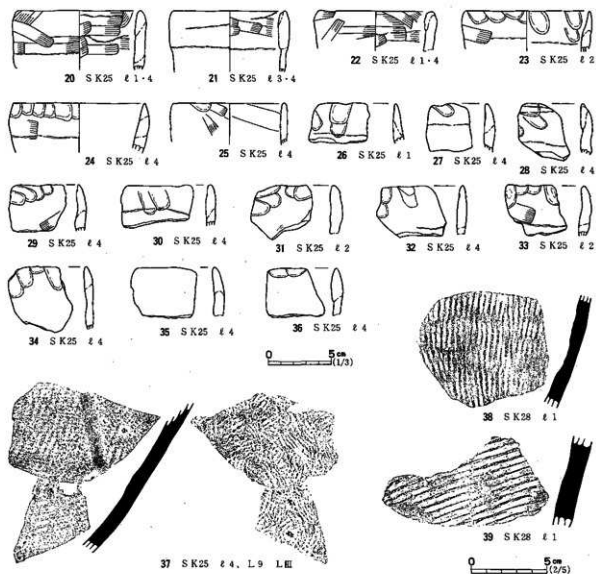 20 SK25 ℓ1・4
21 SK25 ℓ3・4
22 SK25 ℓ1・4
23 SK25 ℓ2
24 SK25 ℓ4
25 SK25 ℓ4
26 SK25 ℓ1
27 SK25 ℓ4
28 SK25 ℓ4
29 SK25 ℓ4
30 SK25 ℓ4
31 SK25 ℓ2
32 SK25 ℓ4
33 SK25 ℓ2
34 SK25 ℓ4
35 SK25 ℓ4
36 SK25 ℓ4
0 5cm
(1/3)
38 SK28 ℓ1
39 SK28 ℓ1
37 SK25 ℓ4、L9 LⅢ
0 5cm
(2/5)